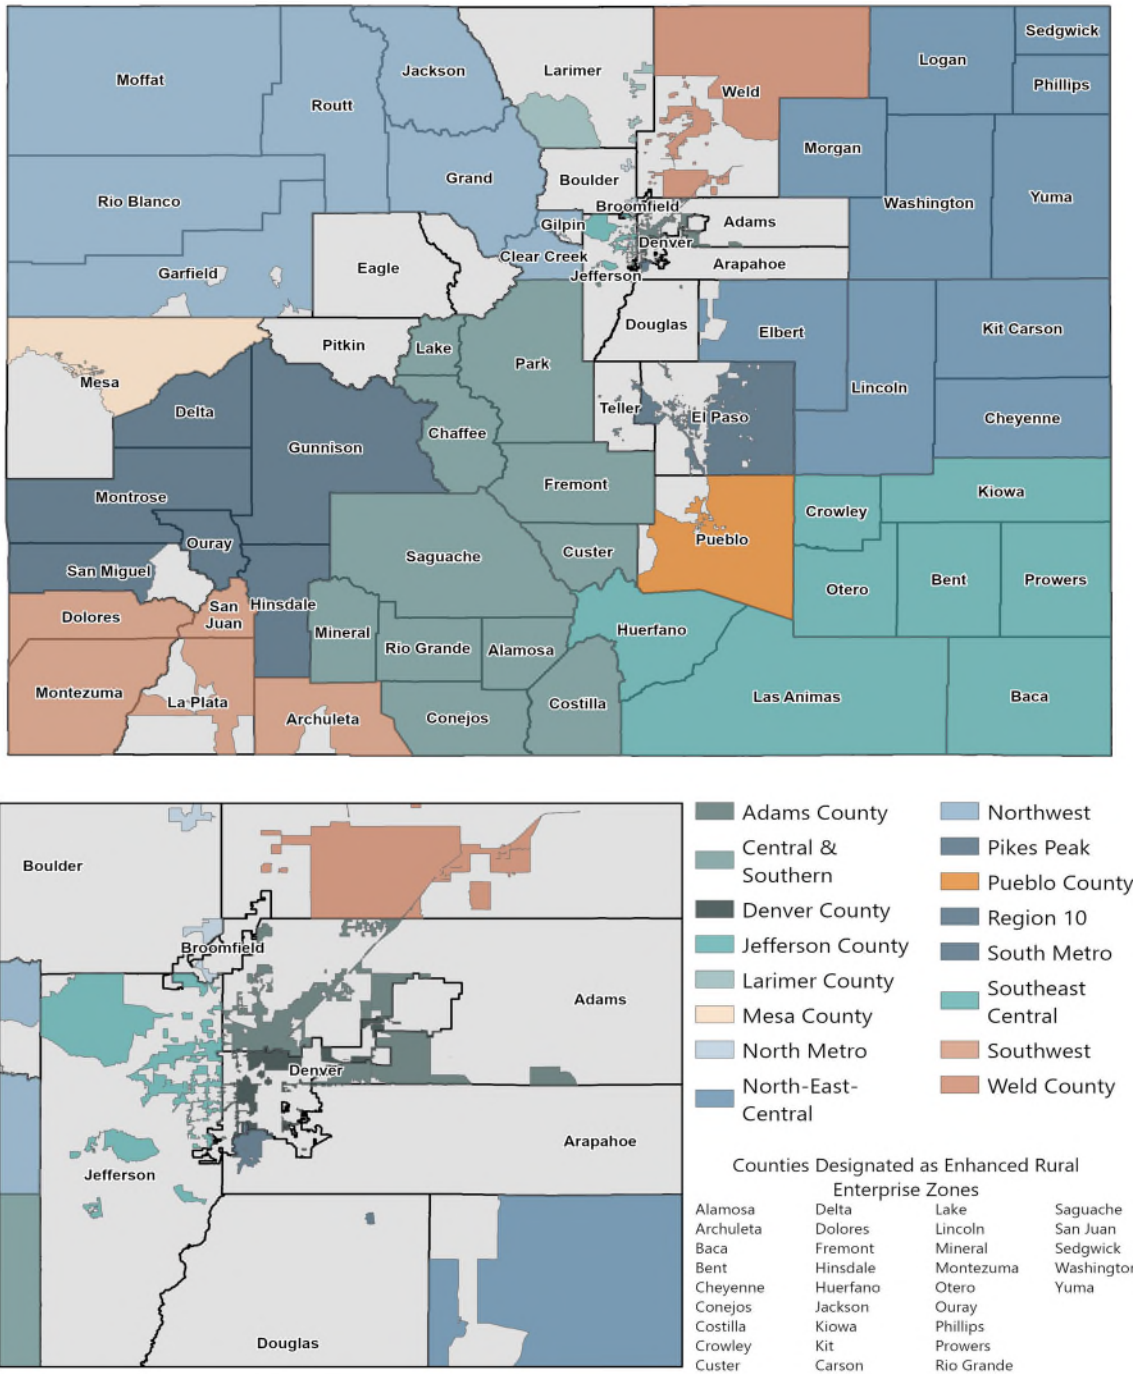 Moffat
Routt
Jackson
Larimer
Weld
Logan
Sedgwick
Phillips
Morgan
Washington
Yuma
Rio Blanco
Grand
Boulder
Broomfield
Gilpin
Adams
Denver
Clear Creek
Arapahoe
Jefferson
Garfield
Eagle
Douglas
Elbert
Kit Carson
Pitkin
Lake
Park
Mesa
Lincoln
Delta
Teller
El Paso
Cheyenne
Gunnison
Chaffee
Montrose
Fremont
Kiowa
Crowley
Ouray
Pueblo
San Miguel
Saguache
Custer
Otero
Bent
Prowers
Dolores
San
Juan
Hinsdale
Mineral
Huerfano
Rio Grande
Alamosa
Montezuma
La Plata
Archuleta
Conejos
Costilla
Las Animas
Baca
Boulder
Broomfield
Adams
Denver
Arapahoe
Jefferson
Douglas
Adams County
Central &
Southern
Denver County
Jefferson County
Larimer County
Mesa County
North Metro
North-East-
Central
Northwest
Pikes Peak
Pueblo County
Region 10
South Metro
Southeast
Central
Southwest
Weld County
Counties Designated as Enhanced Rural
Enterprise Zones
Alamosa
Archuleta
Baca
Bent
Cheyenne
Conejos
Costilla
Crowley
Custer
Delta
Dolores
Fremont
Hinsdale
Huerfano
Jackson
Kiowa
Kit
Carson
Lake
Lincoln
Mineral
Montezuma
Otero
Ouray
Phillips
Prowers
Rio Grande
Saguache
San Juan
Sedgwick
Washington
Yuma